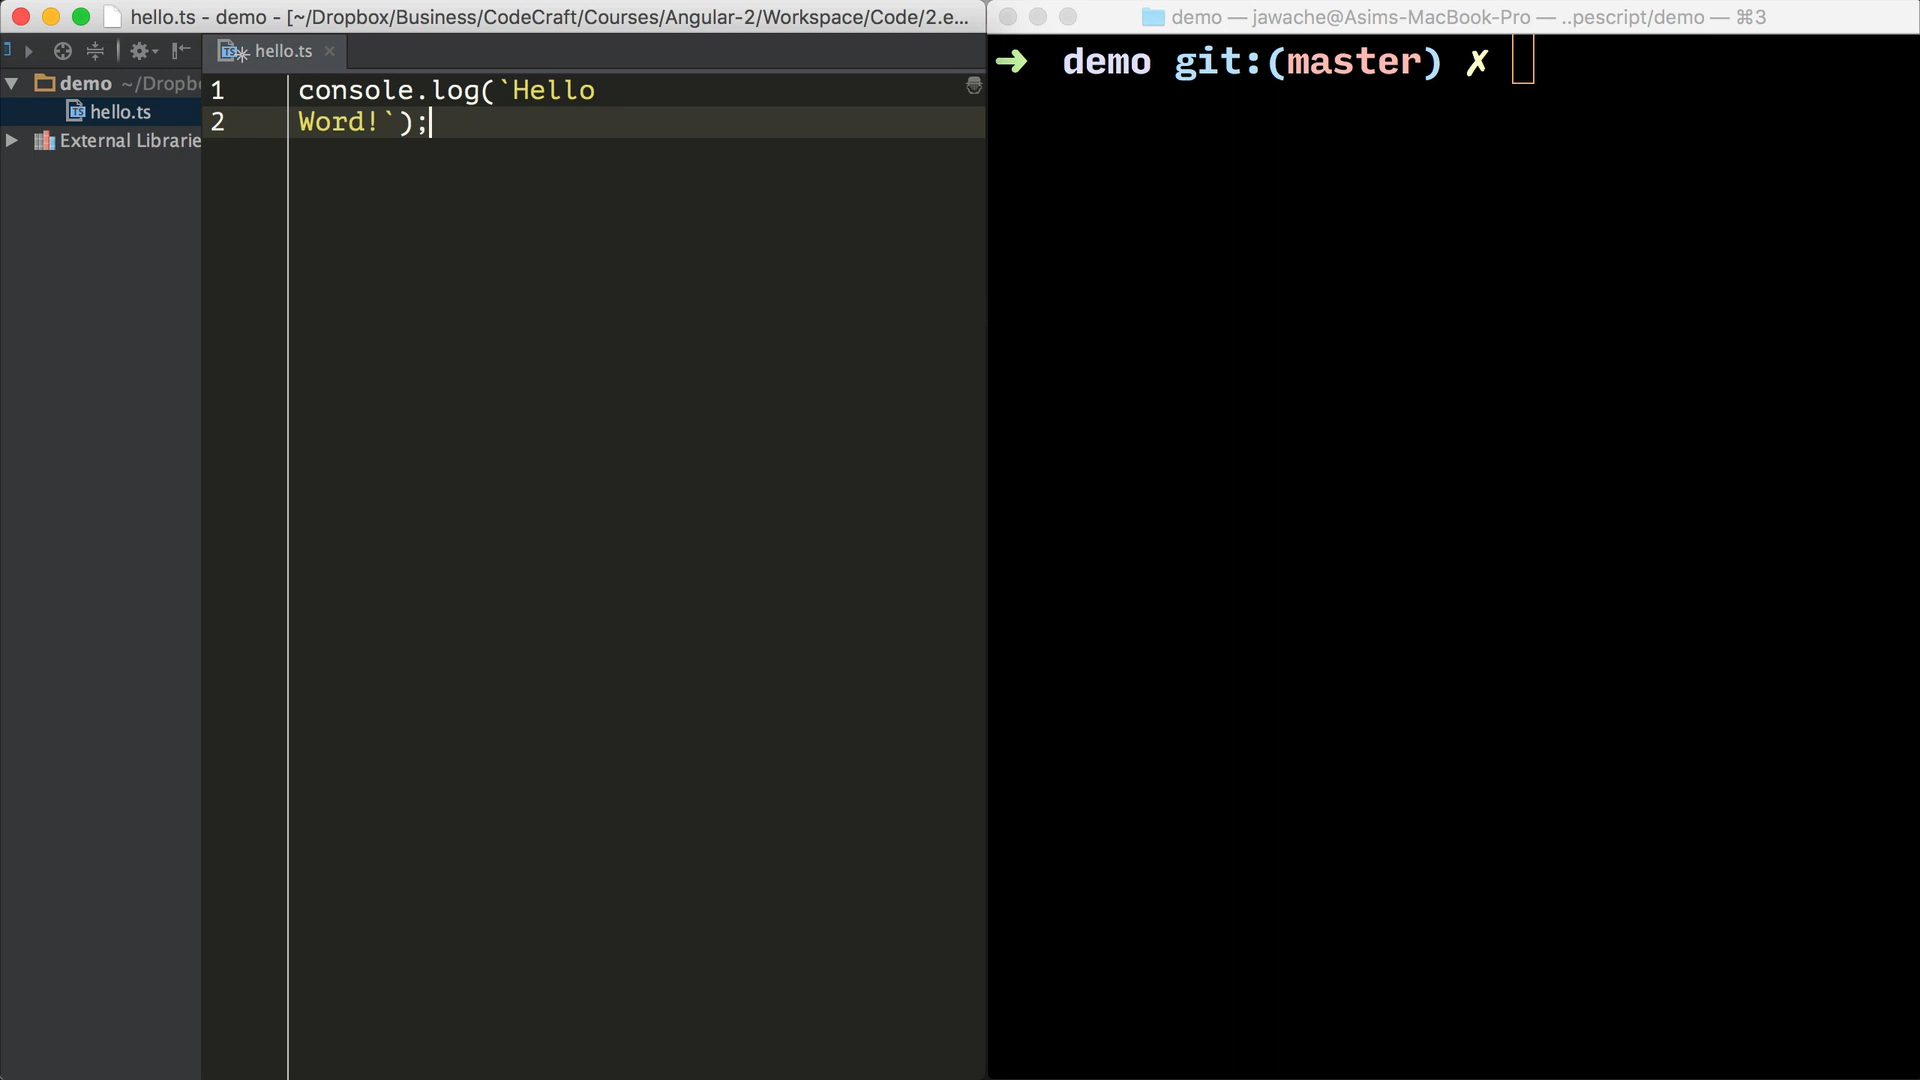 hello.ts - demo - [~/Dropbox/Business/CodeCraft/Courses/Angular-2/Workspace/Code/2.e...
demo — jawache@Asims-MacBook-Pro — ..pescript/demo — ⌘3
hello.ts
demo ~/Dropb
hello.ts
External Librarie
1 console.log(`Hello
2 Word!`);
➜ demo git:(master) ✗